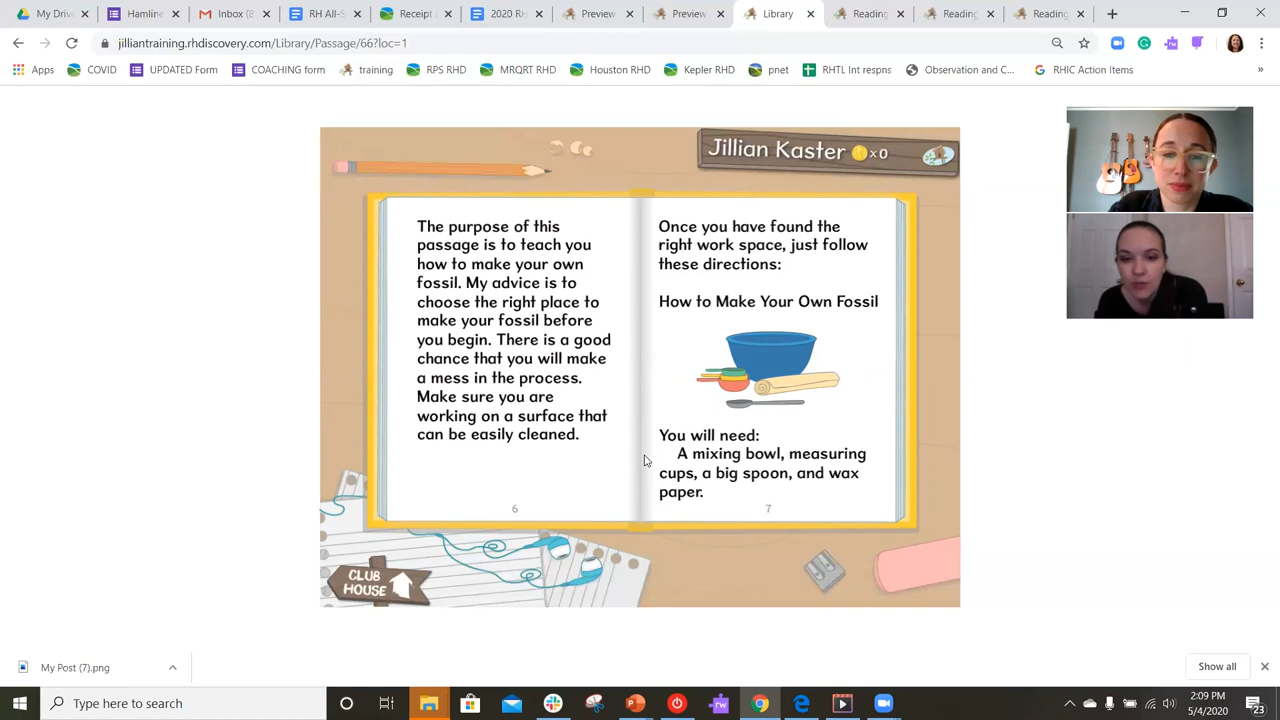 My Drive
Hamline
Inbox (8
RH All-S
Receipt
2020 RH
Preview
Preview
Library
Reading
Reading
Reading
jilliantraining.rhdiscovery.com/Library/Passage/66?loc=1
Apps
COVID
UPDATED Form
COACHING form
training
RPS RHD
MRQRT RHD
Houston RHD
Kepler RHD
pnet
RHTL Int respns
Observation and C...
RHIC Action Items
»
Jillian Kaster x0
The purpose of this
passage is to teach you
how to make your own
fossil. My advice is to
choose the right place to
make your fossil before
you begin. There is a good
chance that you will make
a mess in the process.
Make sure you are
working on a surface that
can be easily cleaned.
6
Once you have found the
right work space, just follow
these directions:
How to Make Your Own Fossil
You will need:
A mixing bowl, measuring
cups, a big spoon, and wax
paper.
7
CLUB
HOUSE
My Post (7).png
Show all
Type here to search
2:09 PM
5/4/2020
23